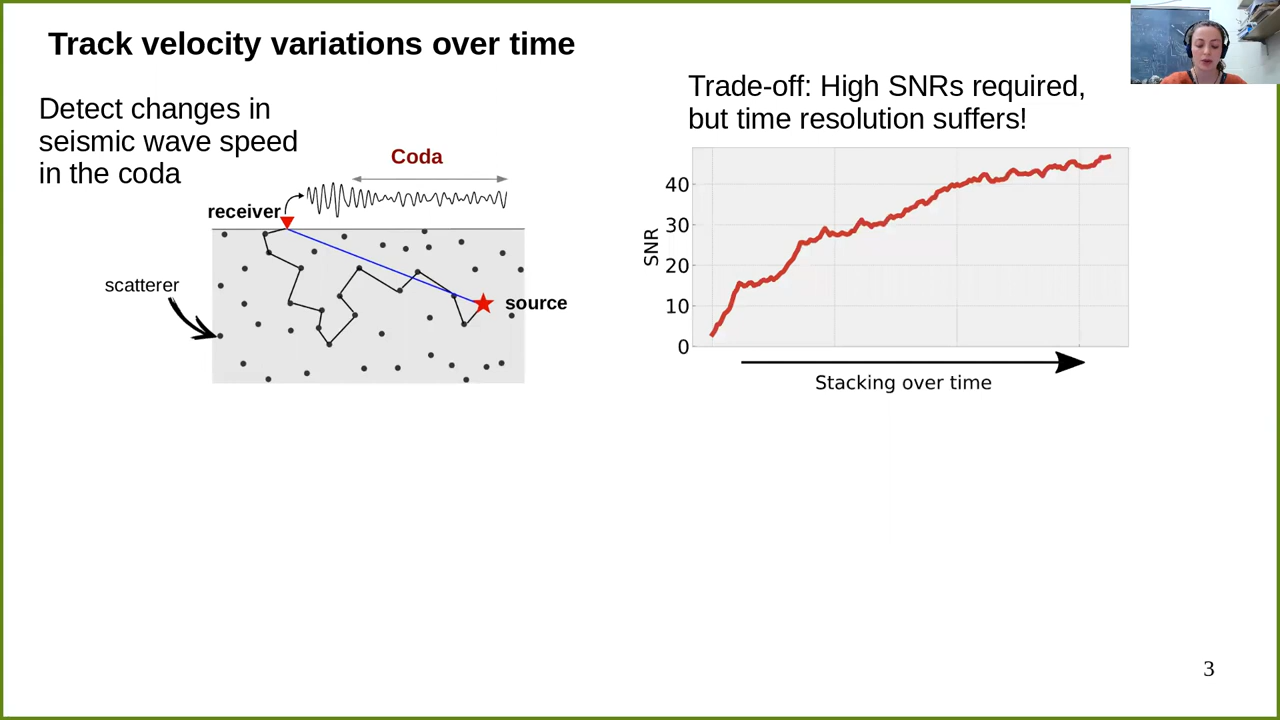 Track velocity variations over time
Detect changes in
seismic wave speed
in the coda
Coda
receiver
scatterer
source
Trade-off: High SNRs required,
but time resolution suffers!
SNR
40
30
20
10
0
Stacking over time
3